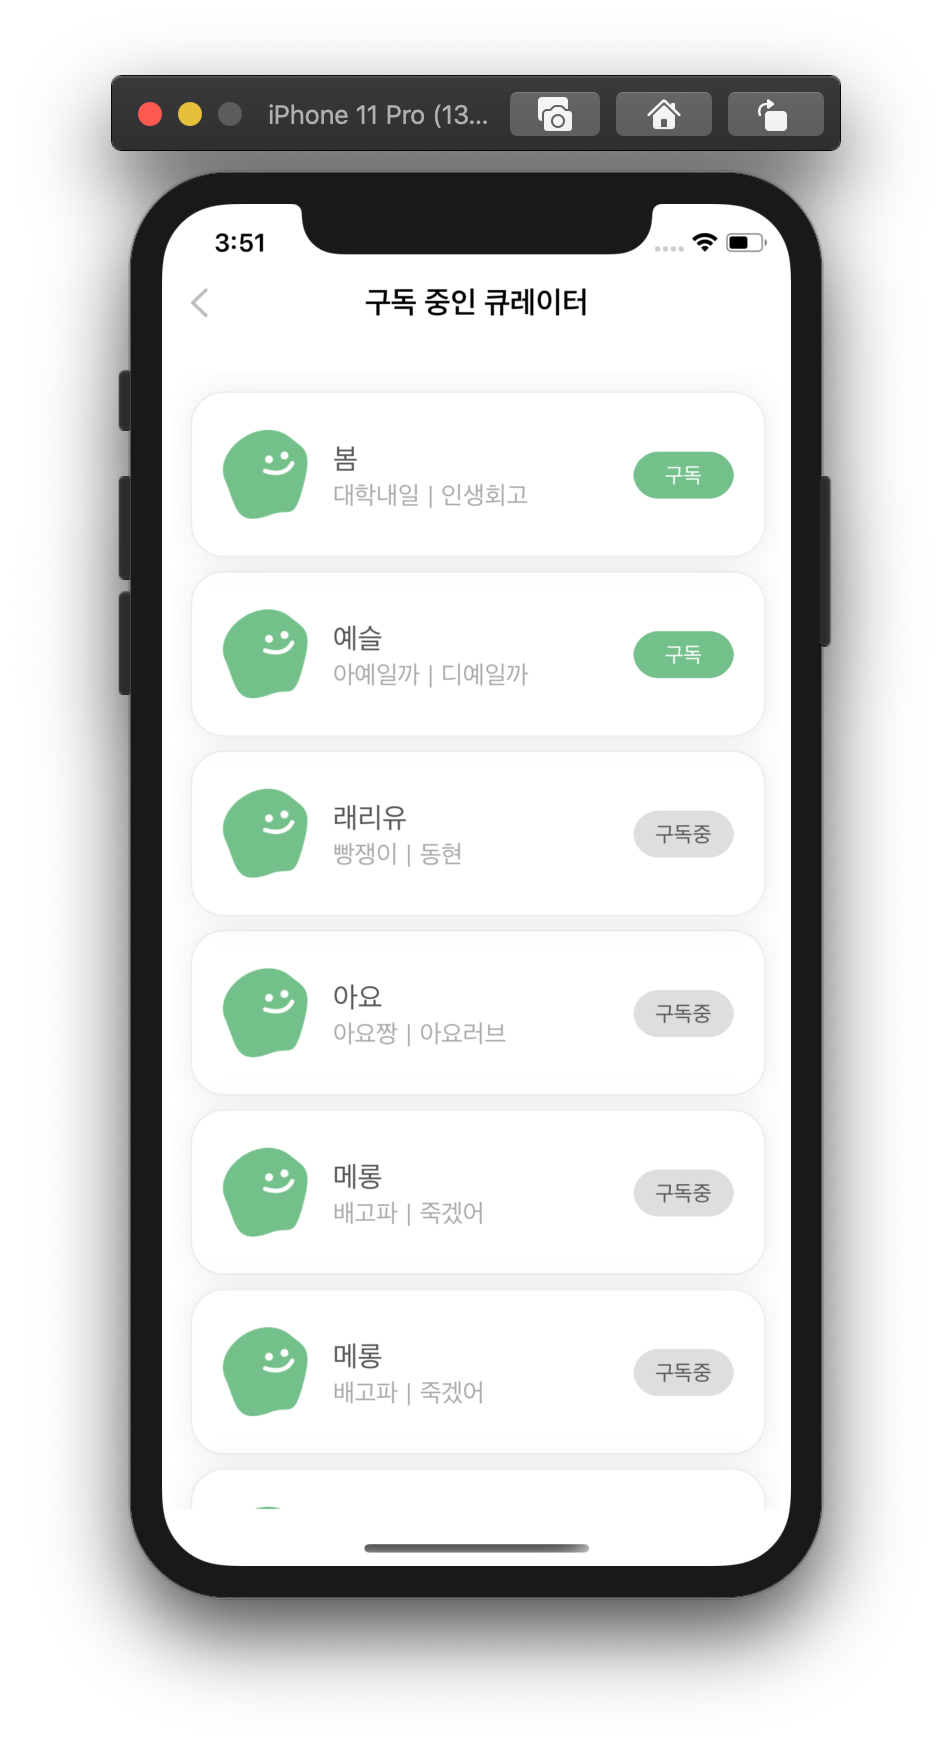 iPhone 11 Pro (13...
3:51
구독 중인 큐레이터
봄
대학내일 | 인생회고
구독
예슬
아예일까 | 디예일까
구독
래리유
빵쟁이 | 동현
구독중
아요
아요짱 | 아요러브
구독중
메롱
배고파 | 죽겠어
구독중
메롱
배고파 | 죽겠어
구독중